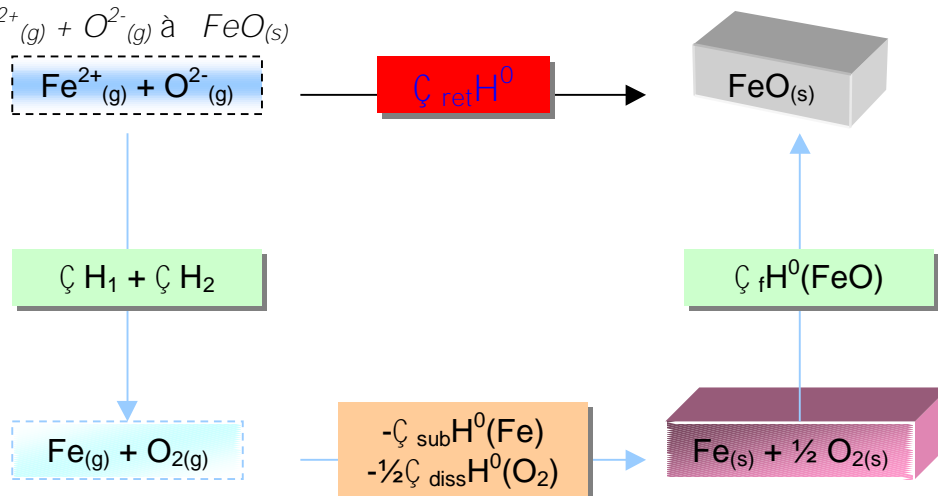 ²⁺(g) + O²⁻(g) à FeO(s)
Fe²⁺(g) + O²⁻(g)
Ç retH⁰
FeO(s)
Ç H₁ + Ç H₂
Ç fH⁰(FeO)
Fe(g) + O₂(g)
-Ç subH⁰(Fe)
-½Ç dissH⁰(O₂)
Fe(s) + ½ O₂(s)